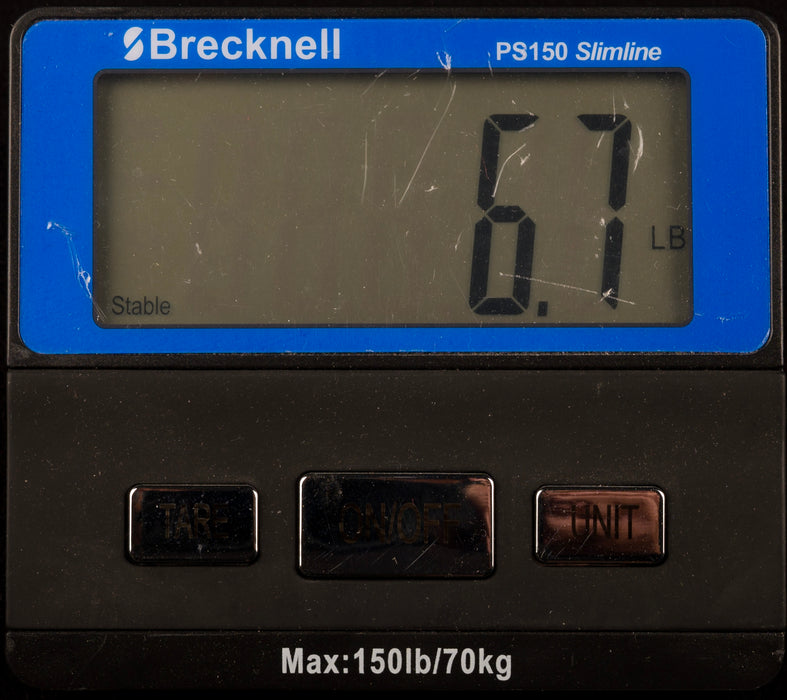 Brecknell PS150 Slimline
6.7 LB
Stable
TARE ON/OFF UNIT
Max:150lb/70kg